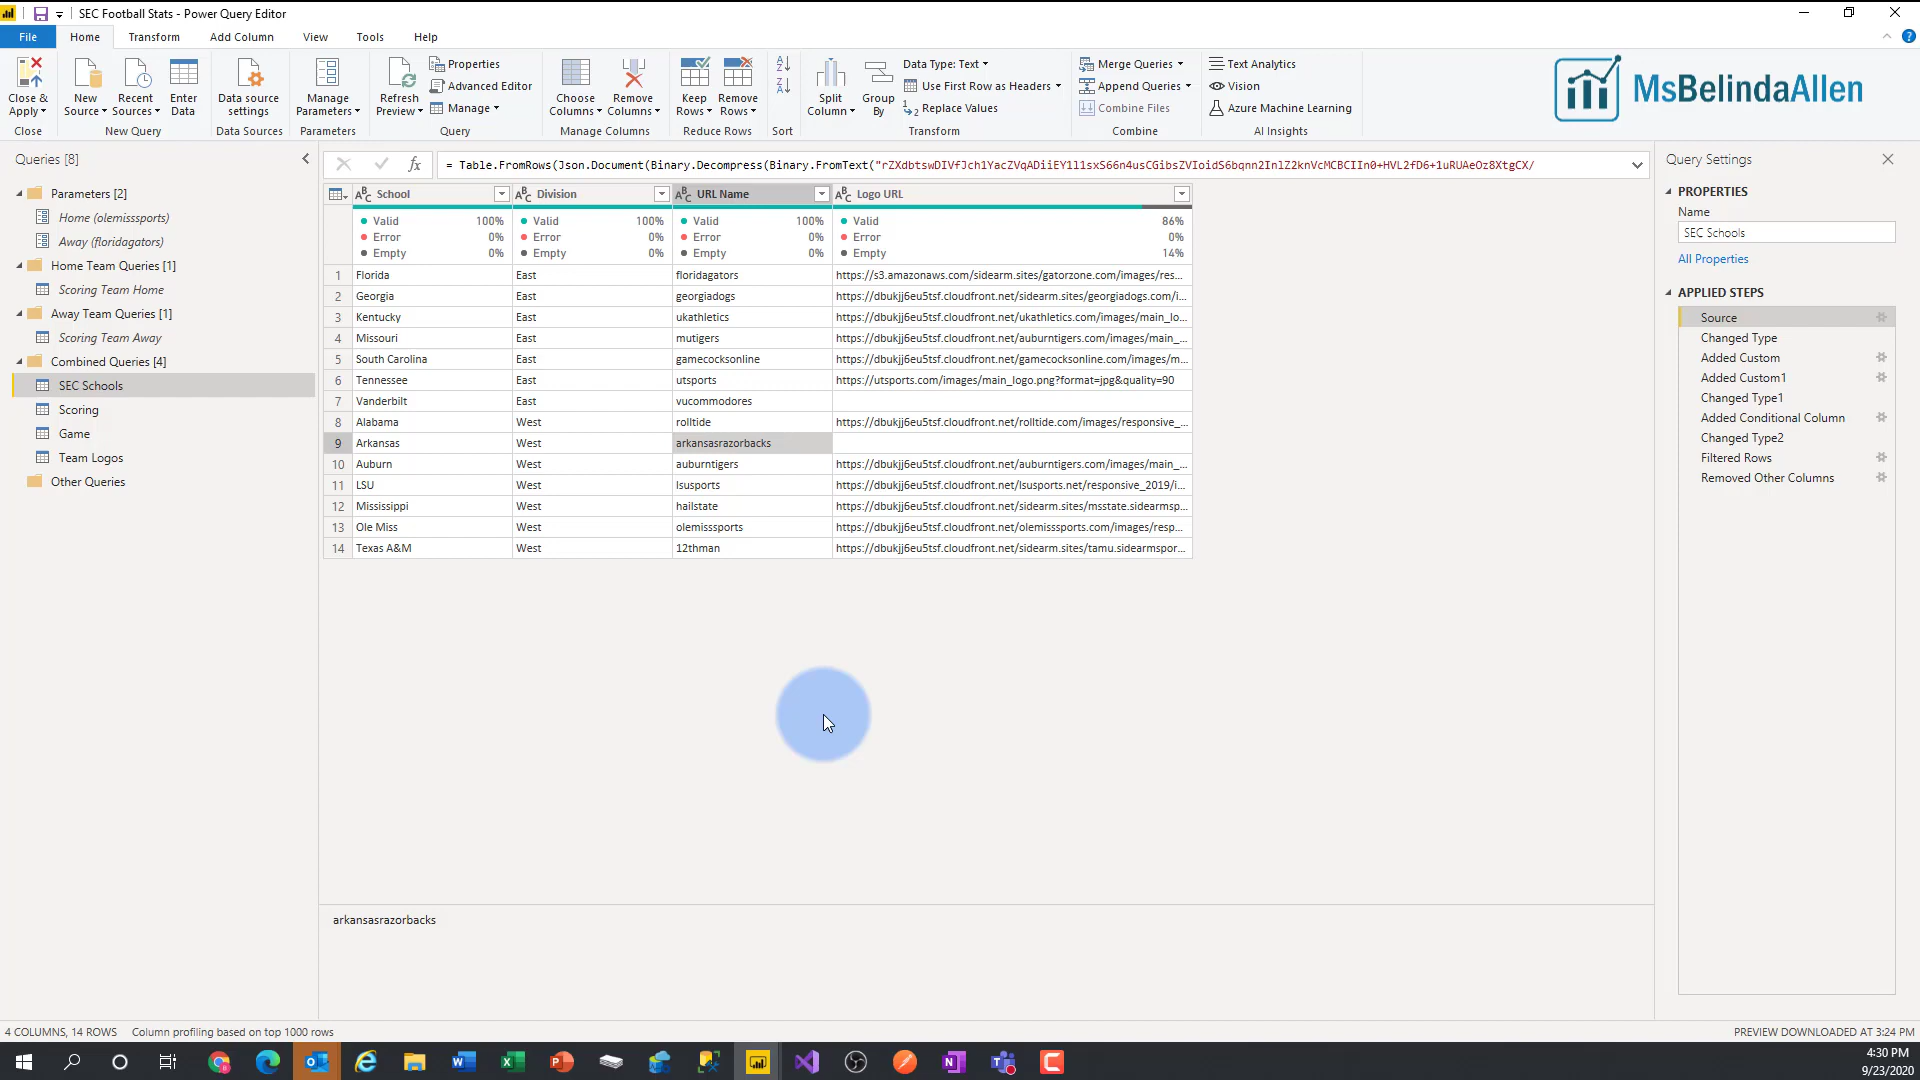 SEC Football Stats - Power Query Editor
File Home Transform Add Column View Tools Help
Close & Apply
New Source
Recent Sources
Enter Data
Data source settings
Manage Parameters
Refresh Preview
Properties
Advanced Editor
Manage
Choose Columns
Remove Columns
Keep Rows
Remove Rows
Split Column
Group By
Data Type: Text
Use First Row as Headers
Replace Values
Merge Queries
Append Queries
Combine Files
Text Analytics
Vision
Azure Machine Learning
Close New Query Data Sources Parameters Query Manage Columns Reduce Rows Sort Transform Combine AI Insights
MsBelindaAllen
Queries [8]
Parameters [2]
Home (olemisssports)
Away (floridagators)
Home Team Queries [1]
Scoring Team Home
Away Team Queries [1]
Scoring Team Away
Combined Queries [4]
SEC Schools
Scoring
Game
Team Logos
Other Queries
fx = Table.FromRows(Json.Document(Binary.Decompress(Binary.FromText("rZXdbtswDIVfJch1YacZVqADiiEY1l1sxS66n4usCGibsZVIoidS6bqnn2InlZ2knVcMCBCIIn0+HVL2fD6+1uRUAeOz8XtgCX/
School Division URL Name Logo URL
Valid 100% Valid 100% Valid 100% Valid 86%
Error 0% Error 0% Error 0% Error 0%
Empty 0% Empty 0% Empty 0% Empty 14%
1 Florida East floridagators https://s3.amazonaws.com/sidearm.sites/gatorzone.com/images/res...
2 Georgia East georgiadogs https://dbukjj6eu5tsf.cloudfront.net/sidearm.sites/georgiadogs.com/i...
3 Kentucky East ukathletics https://dbukjj6eu5tsf.cloudfront.net/ukathletics.com/images/main_lo...
4 Missouri East mutigers https://dbukjj6eu5tsf.cloudfront.net/auburntigers.com/images/main_...
5 South Carolina East gamecocksonline https://dbukjj6eu5tsf.cloudfront.net/gamecocksonline.com/images/m...
6 Tennessee East utsports https://utsports.com/images/main_logo.png?format=jpg&quality=90
7 Vanderbilt East vucommodores
8 Alabama West rolltide https://dbukjj6eu5tsf.cloudfront.net/rolltide.com/images/responsive_...
9 Arkansas West arkansasrazorbacks
10 Auburn West auburntigers https://dbukjj6eu5tsf.cloudfront.net/auburntigers.com/images/main_...
11 LSU West lsusports https://dbukjj6eu5tsf.cloudfront.net/lsusports.net/responsive_2019/i...
12 Mississippi West hailstate https://dbukjj6eu5tsf.cloudfront.net/sidearm.sites/msstate.sidearmsp...
13 Ole Miss West olemisssports https://dbukjj6eu5tsf.cloudfront.net/olemisssports.com/images/resp...
14 Texas A&M West 12thman https://dbukjj6eu5tsf.cloudfront.net/sidearm.sites/tamu.sidearmspor...
arkansasrazorbacks
Query Settings
PROPERTIES
Name
SEC Schools
All Properties
APPLIED STEPS
Source
Changed Type
Added Custom
Added Custom1
Changed Type1
Added Conditional Column
Changed Type2
Filtered Rows
Removed Other Columns
4 COLUMNS, 14 ROWS Column profiling based on top 1000 rows PREVIEW DOWNLOADED AT 3:24 PM
4:30 PM
9/23/2020